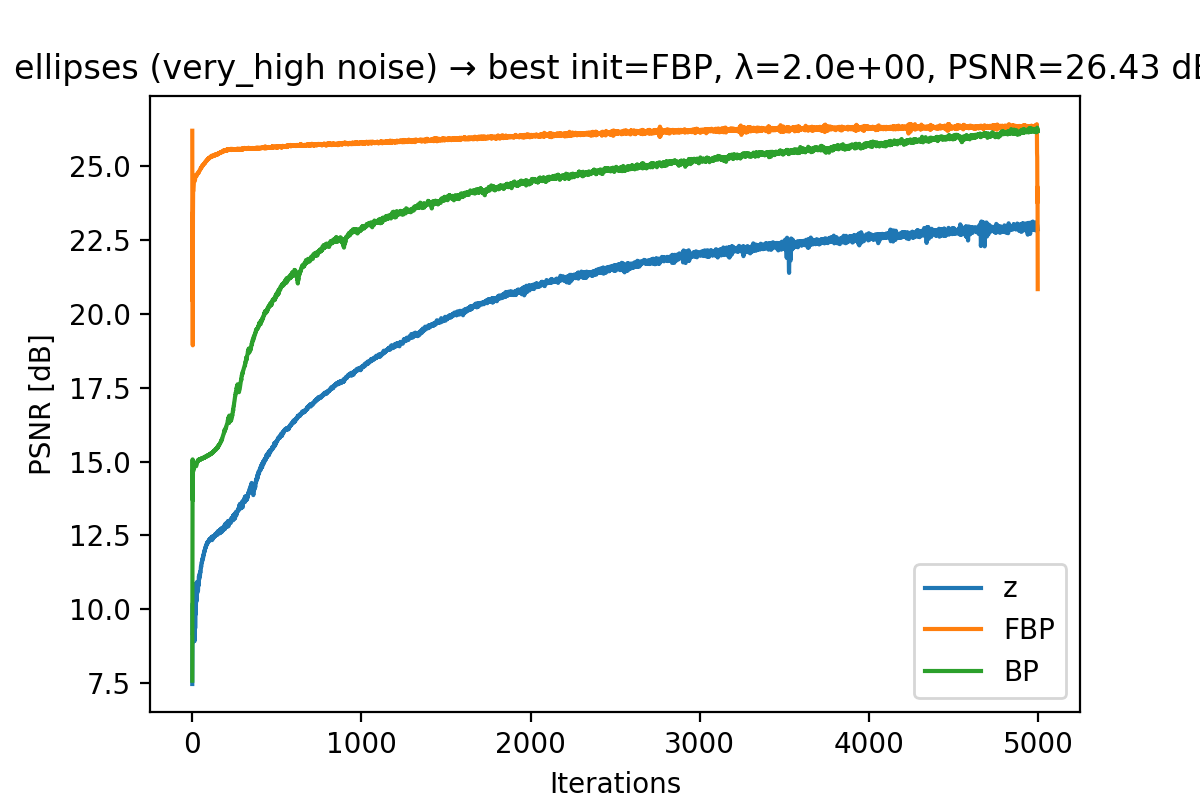 ellipses (very_high noise) → best init=FBP, λ=2.0e+00, PSNR=26.43 dB
PSNR [dB]
25.0
22.5
20.0
17.5
15.0
12.5
10.0
7.5
z
FBP
BP
0 1000 2000 3000 4000 5000
Iterations